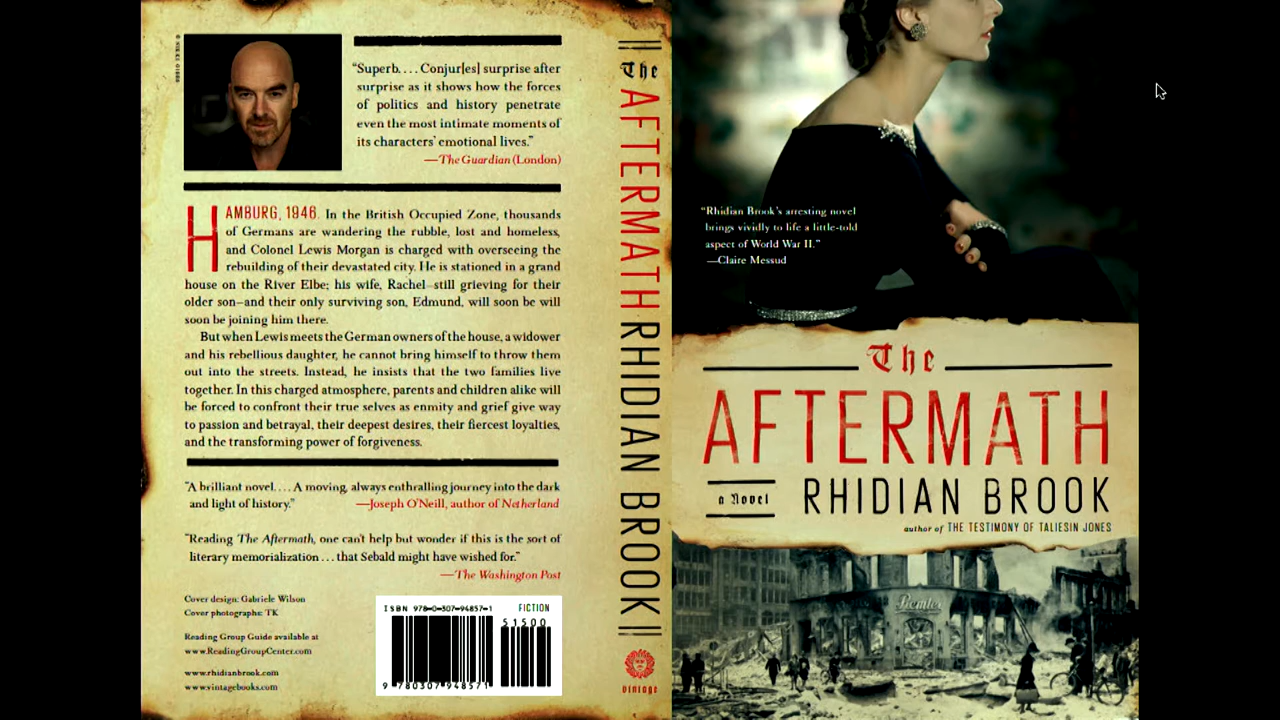 "Superb. . . . Conjur[es] surprise after
surprise as it shows how the forces
of politics and history penetrate
even the most intimate moments of
its characters' emotional lives."
—The Guardian (London)
HAMBURG, 1946. In the British Occupied Zone, thousands
of Germans are wandering the rubble, lost and homeless,
and Colonel Lewis Morgan is charged with overseeing the
rebuilding of their devastated city. He is stationed in a grand
house on the River Elbe; his wife, Rachel–still grieving for their
older son–and their only surviving son, Edmund, will soon be will
soon be joining him there.
But when Lewis meets the German owners of the house, a widower
and his rebellious daughter, he cannot bring himself to throw them
out into the streets. Instead, he insists that the two families live
together. In this charged atmosphere, parents and children alike will
be forced to confront their true selves as enmity and grief give way
to passion and betrayal, their deepest desires, their fiercest loyalties,
and the transforming power of forgiveness.
"A brilliant novel. . . . A moving, always enthralling journey into the dark
and light of history." —Joseph O'Neill, author of Netherland
"Reading The Aftermath, one can't help but wonder if this is the sort of
literary memorialization . . . that Sebald might have wished for."
—The Washington Post
Cover design: Gabriele Wilson
Cover photographs: TK
Reading Group Guide available at
www.ReadingGroupCenter.com
www.rhidianbrook.com
www.vintagebooks.com
ISBN 978-0-307-94857-1 FICTION
51500
9 780307 948571
The AFTERMATH RHIDIAN BROOK
vintage
"Rhidian Brook's arresting novel
brings vividly to life a little-told
aspect of World War II."
—Claire Messud
The
AFTERMATH
a Novel
RHIDIAN BROOK
author of THE TESTIMONY OF TALIESIN JONES
Premier